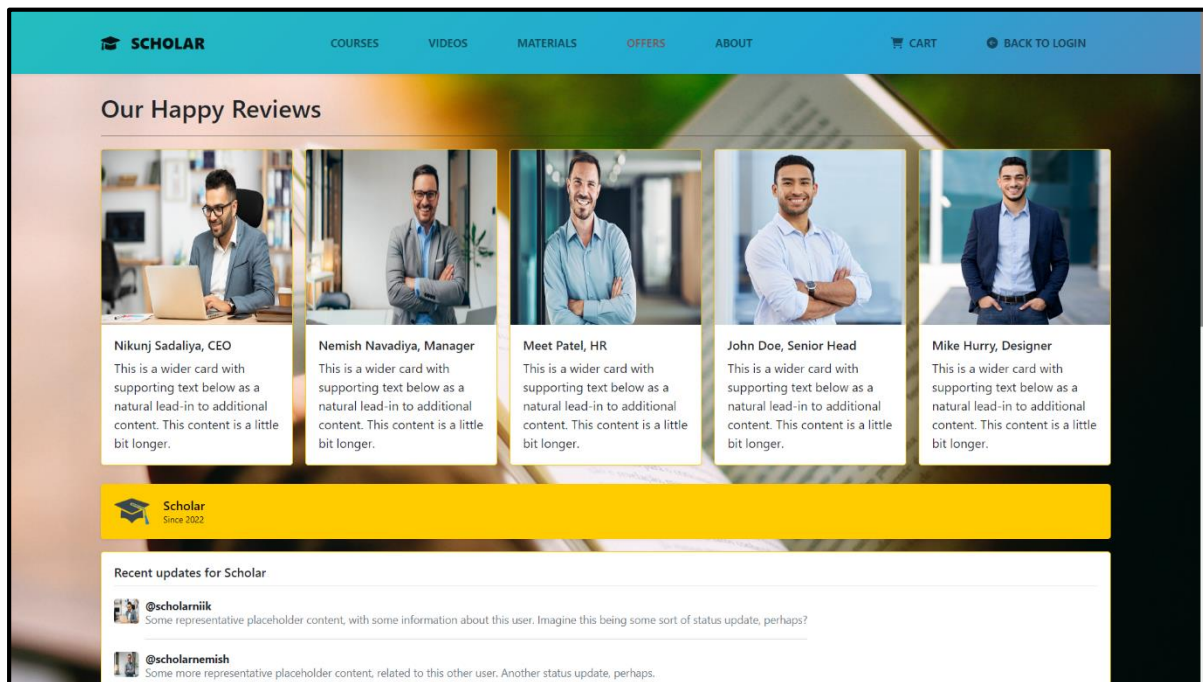 SCHOLAR
COURSES
VIDEOS
MATERIALS
OFFERS
ABOUT
CART
BACK TO LOGIN
Our Happy Reviews
Nikunj Sadaliya, CEO
This is a wider card with
supporting text below as a
natural lead-in to additional
content. This content is a little
bit longer.
Nemish Navadiya, Manager
This is a wider card with
supporting text below as a
natural lead-in to additional
content. This content is a little
bit longer.
Meet Patel, HR
This is a wider card with
supporting text below as a
natural lead-in to additional
content. This content is a little
bit longer.
John Doe, Senior Head
This is a wider card with
supporting text below as a
natural lead-in to additional
content. This content is a little
bit longer.
Mike Hurry, Designer
This is a wider card with
supporting text below as a
natural lead-in to additional
content. This content is a little
bit longer.
Scholar
Since 2022
Recent updates for Scholar
@scholarniik
Some representative placeholder content, with some information about this user. Imagine this being some sort of status update, perhaps?
@scholarnemish
Some more representative placeholder content, related to this other user. Another status update, perhaps.